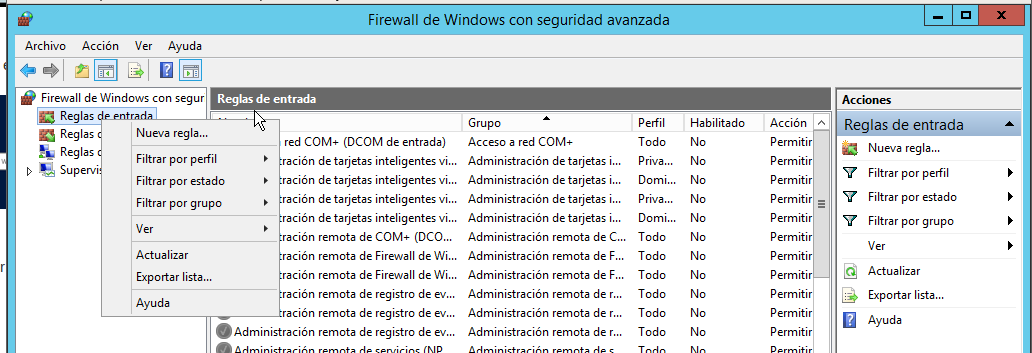 Firewall de Windows con seguridad avanzada
Archivo Acción Ver Ayuda
Firewall de Windows con segur
Reglas de entrada
Reglas d
Reglas d
Supervis
Nueva regla...
Filtrar por perfil
Filtrar por estado
Filtrar por grupo
Ver
Actualizar
Exportar lista...
Ayuda
Reglas de entrada
Grupo Perfil Habilitado Acción
a red COM+ (DCOM de entrada) Acceso a red COM+ Todo No Permitir
tración de tarjetas inteligentes vi... Administración de tarjetas i... Priva... No Permitir
tración de tarjetas inteligentes vi... Administración de tarjetas i... Domi... No Permitir
tración de tarjetas inteligentes vi... Administración de tarjetas i... Priva... No Permitir
tración de tarjetas inteligentes vi... Administración de tarjetas i... Domi... No Permitir
tración remota de COM+ (DCO... Administración remota de C... Todo No Permitir
tración remota de Firewall de Wi... Administración remota de F... Todo No Permitir
tración remota de Firewall de Wi... Administración remota de F... Todo No Permitir
tración remota de registro de ev... Administración remota de r... Todo No Permitir
tración remota de registro de ev... Administración remota de r... Todo No Permitir
Administración remota de registro de ev... Administración remota de r... Todo No Permitir
Administración remota de servicios (NP Administración remota de s Todo No Permitir
Acciones
Reglas de entrada
Nueva regla...
Filtrar por perfil
Filtrar por estado
Filtrar por grupo
Ver
Actualizar
Exportar lista...
Ayuda